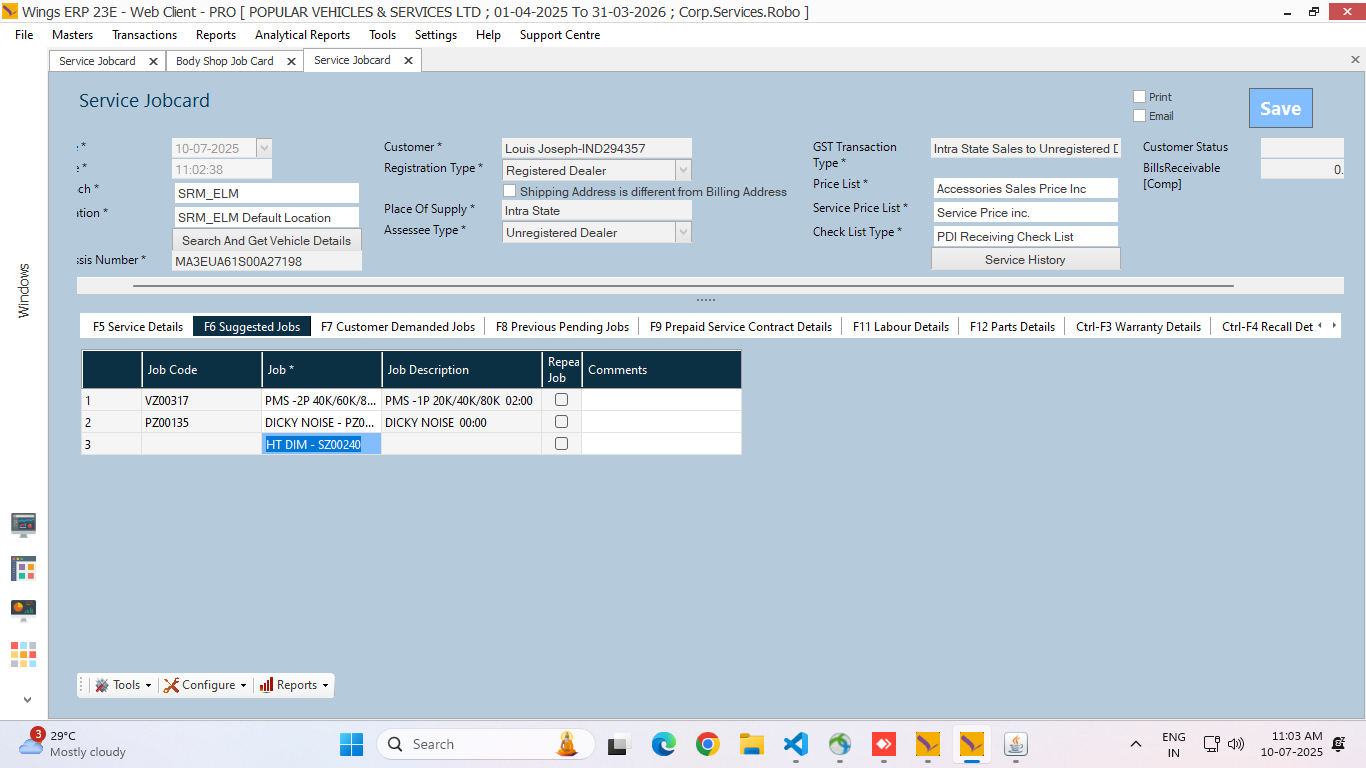 Wings ERP 23E - Web Client - PRO [ POPULAR VEHICLES & SERVICES LTD ; 01-04-2025 To 31-03-2026 ; Corp.Services.Robo ]
File Masters Transactions Reports Analytical Reports Tools Settings Help Support Centre
Service Jobcard Body Shop Job Card Service Jobcard
Service Jobcard
Print
Email
Save
10-07-2025
11:02:38
SRM_ELM
SRM_ELM Default Location
Search And Get Vehicle Details
MA3EUA61S00A27198
Customer * Louis Joseph-IND294357
Registration Type * Registered Dealer
Shipping Address is different from Billing Address
Place Of Supply * Intra State
Assessee Type * Unregistered Dealer
GST Transaction Type * Intra State Sales to Unregistered D
Price List * Accessories Sales Price Inc
Service Price List * Service Price inc.
Check List Type * PDI Receiving Check List
Service History
Customer Status
BillsReceivable [Comp] 0.
Windows
F5 Service Details F6 Suggested Jobs F7 Customer Demanded Jobs F8 Previous Pending Jobs F9 Prepaid Service Contract Details F11 Labour Details F12 Parts Details Ctrl-F3 Warranty Details Ctrl-F4 Recall Det
Job Code Job * Job Description Repea Job Comments
1 VZ00317 PMS -2P 40K/60K/8... PMS -1P 20K/40K/80K 02:00
2 PZ00135 DICKY NOISE - PZ0... DICKY NOISE 00:00
3 HT DIM - SZ00240
Tools Configure Reports
3 29°C
Mostly cloudy
Search
ENG
IN
11:03 AM
10-07-2025